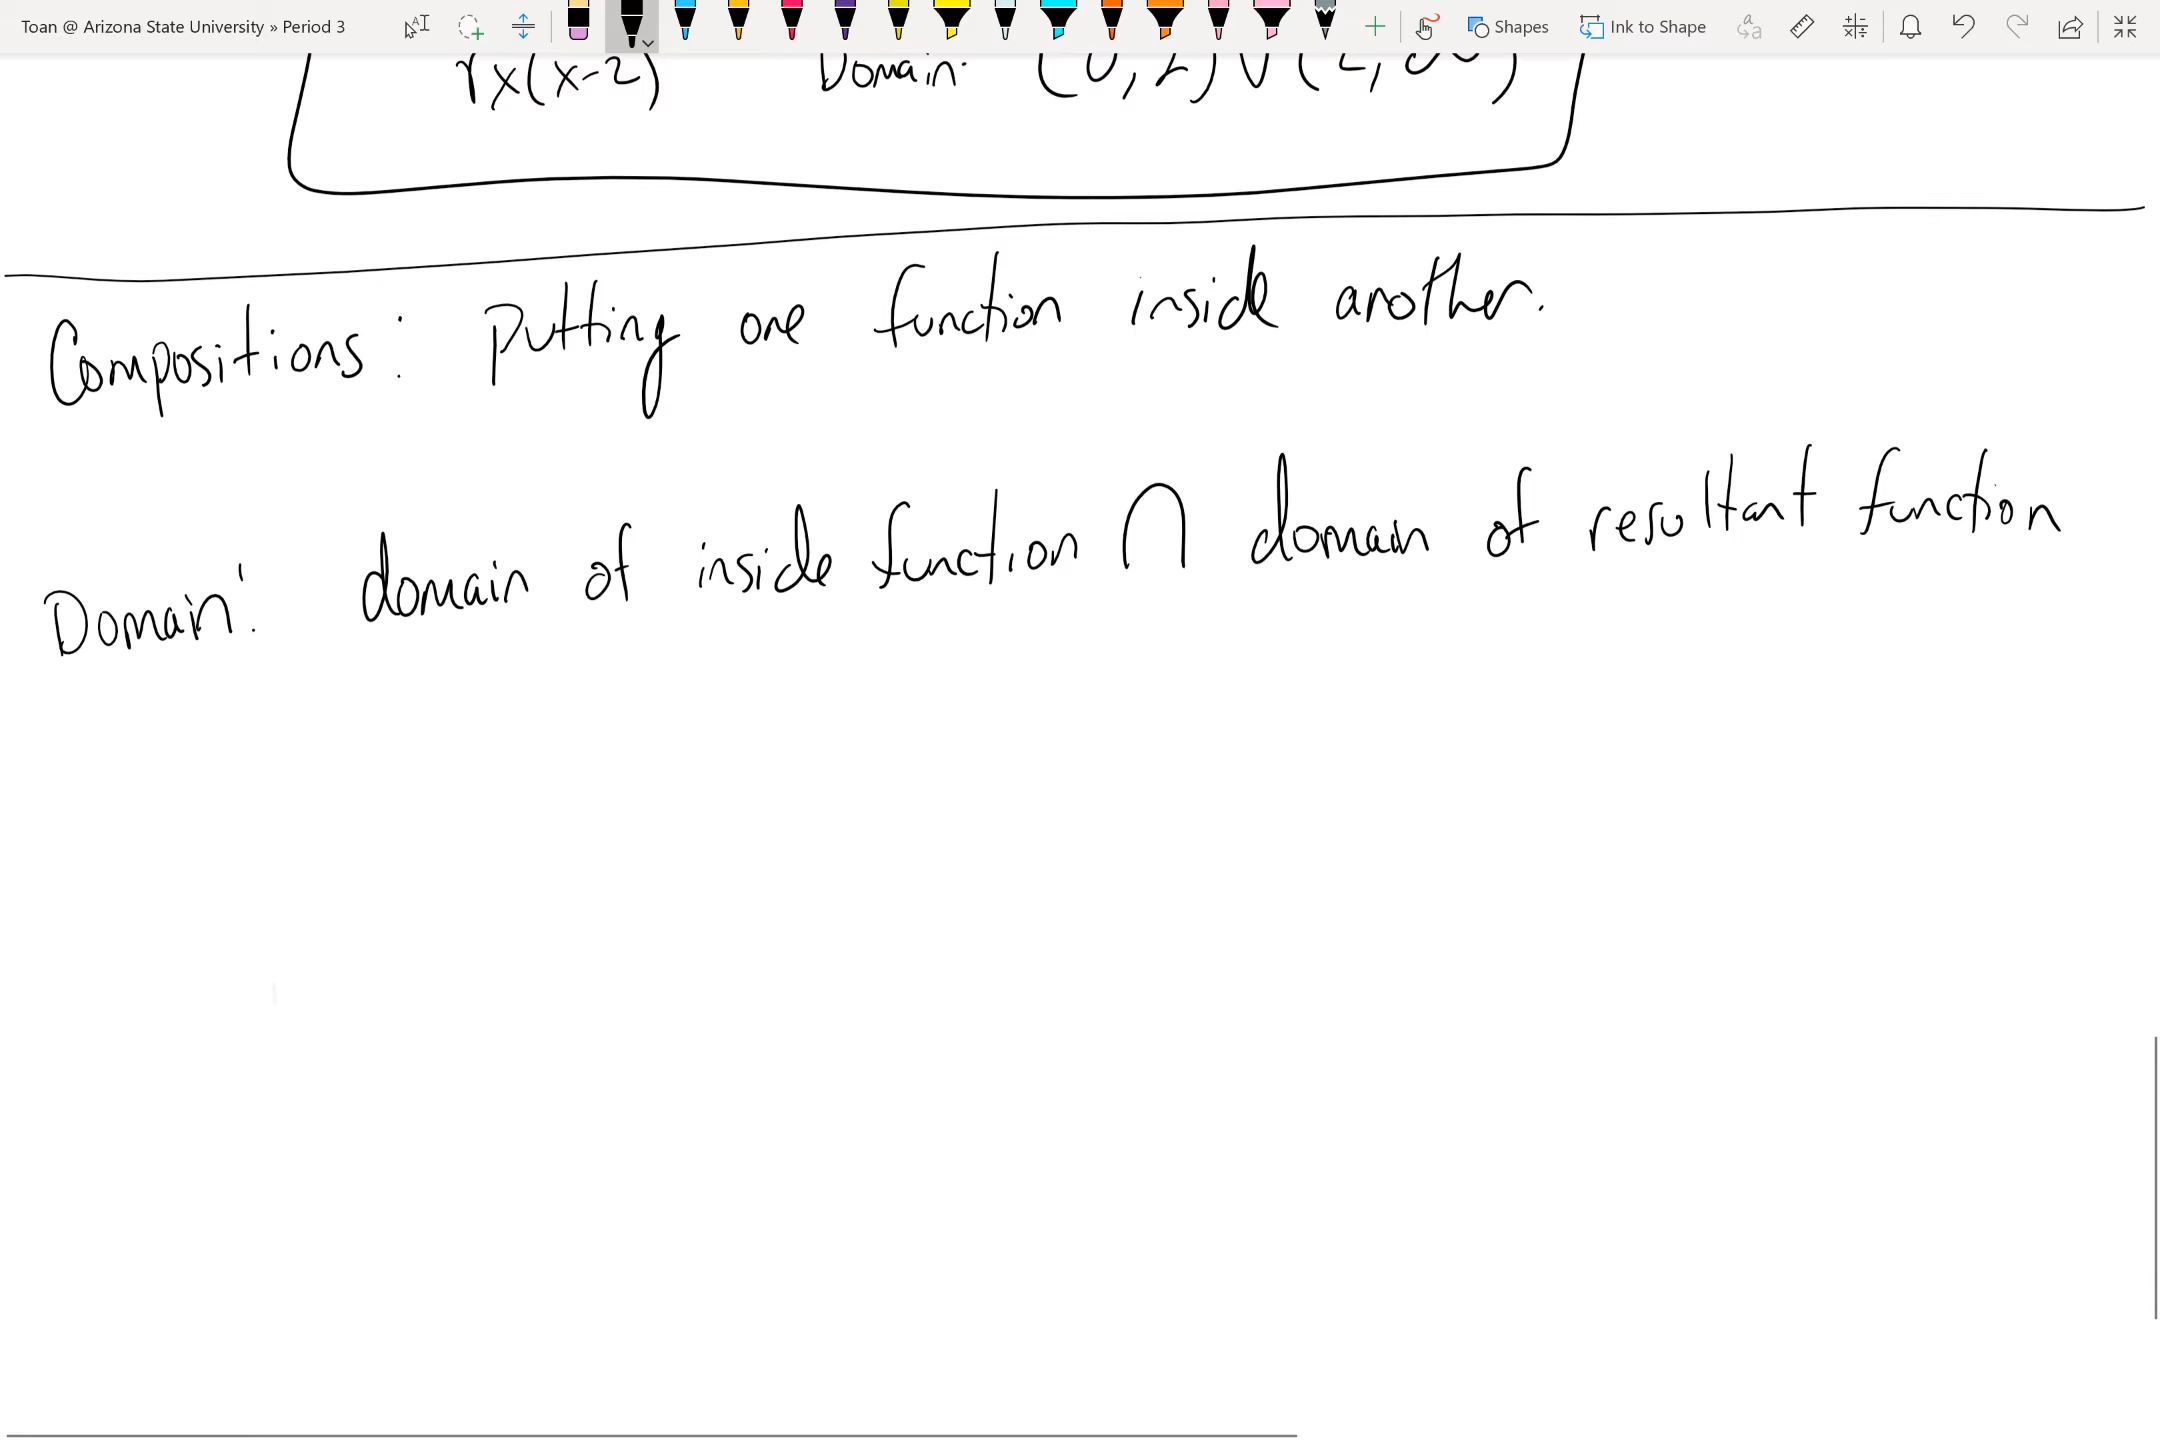 Toan @ Arizona State University » Period 3 Shapes Ink to Shape
x(x-2) Domain: (0, 2) ∪ (2, ∞)
Compositions: Putting one function inside another.
Domain: domain of inside function ∩ domain of resultant function